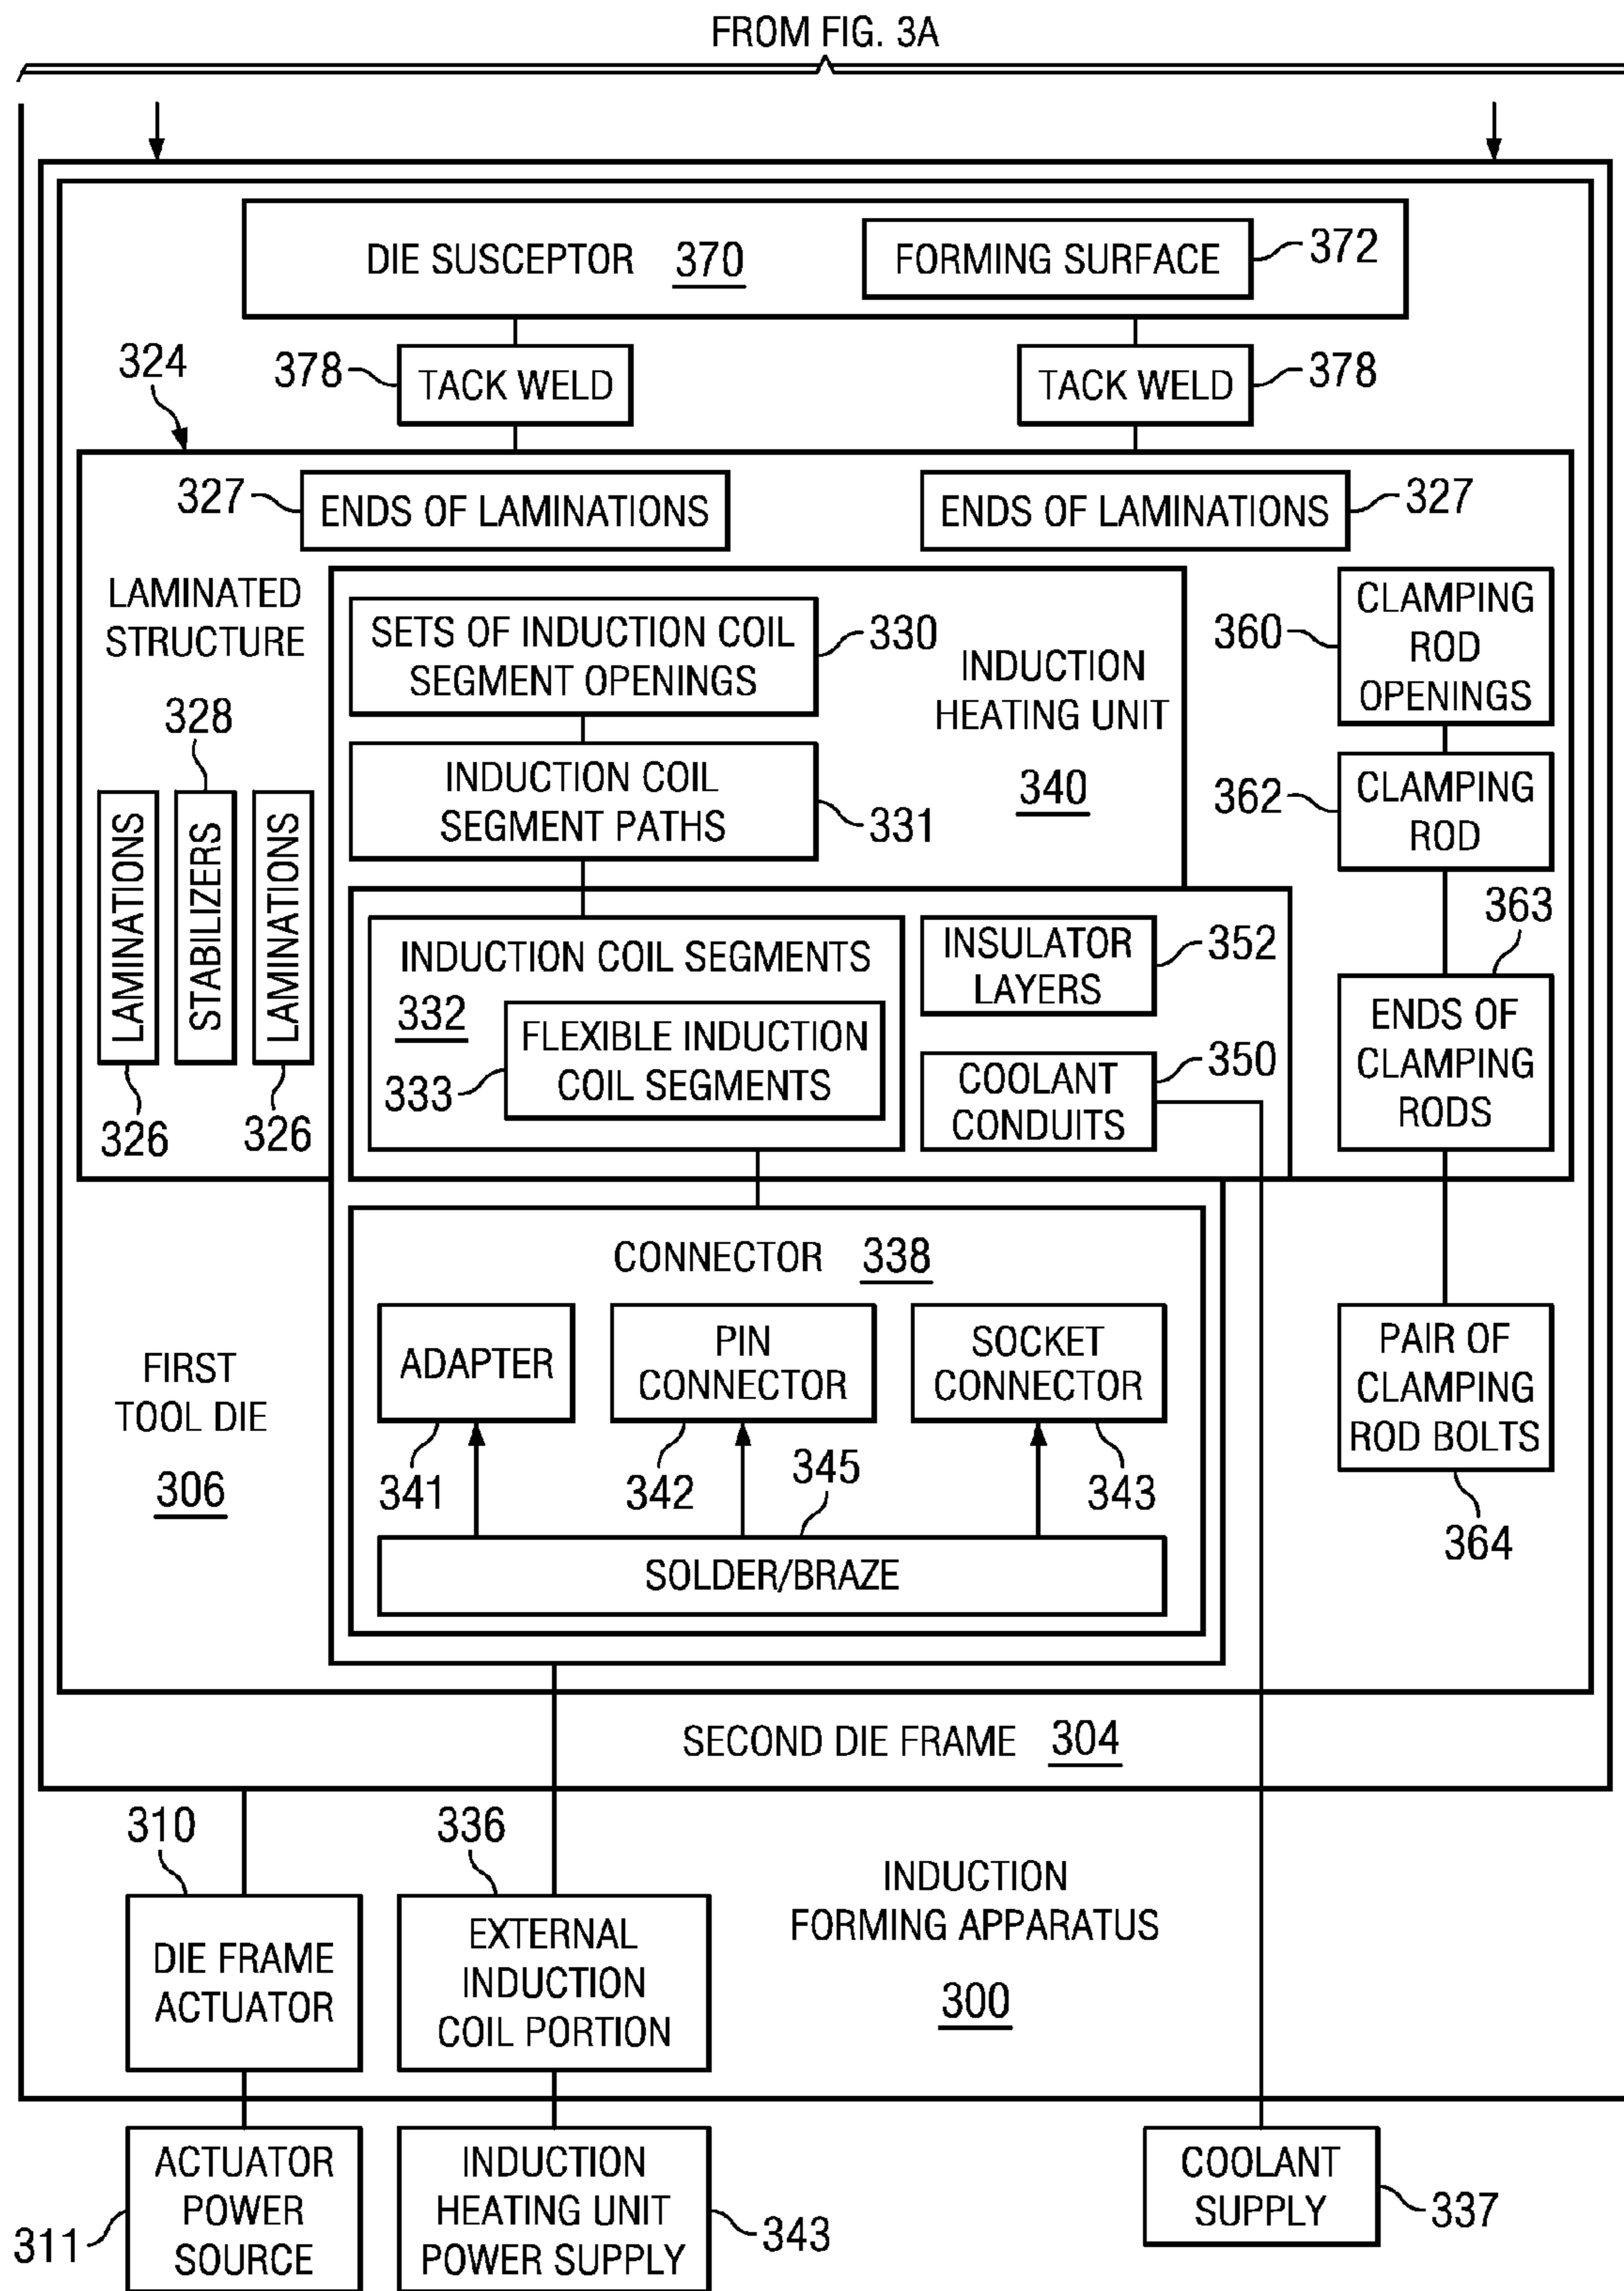 FROM FIG. 3A
DIE SUSCEPTOR 370
FORMING SURFACE
372
324
378
TACK WELD
TACK WELD
378
327
ENDS OF LAMINATIONS
ENDS OF LAMINATIONS
327
LAMINATED
STRUCTURE
328
LAMINATIONS
STABILIZERS
LAMINATIONS
326
326
SETS OF INDUCTION COIL
SEGMENT OPENINGS
330
INDUCTION COIL
SEGMENT PATHS
331
INDUCTION
HEATING UNIT
340
360
CLAMPING
ROD
OPENINGS
362
CLAMPING
ROD
363
ENDS OF
CLAMPING
RODS
INDUCTION COIL SEGMENTS
332
FLEXIBLE INDUCTION
COIL SEGMENTS
333
INSULATOR
LAYERS
352
COOLANT
CONDUITS
350
CONNECTOR 338
ADAPTER
341
PIN
CONNECTOR
342
SOCKET
CONNECTOR
343
345
SOLDER/BRAZE
PAIR OF
CLAMPING
ROD BOLTS
364
FIRST
TOOL DIE
306
SECOND DIE FRAME 304
310
DIE FRAME
ACTUATOR
336
EXTERNAL
INDUCTION
COIL PORTION
INDUCTION
FORMING APPARATUS
300
ACTUATOR
POWER
SOURCE
311
INDUCTION
HEATING UNIT
POWER SUPPLY
343
COOLANT
SUPPLY
337